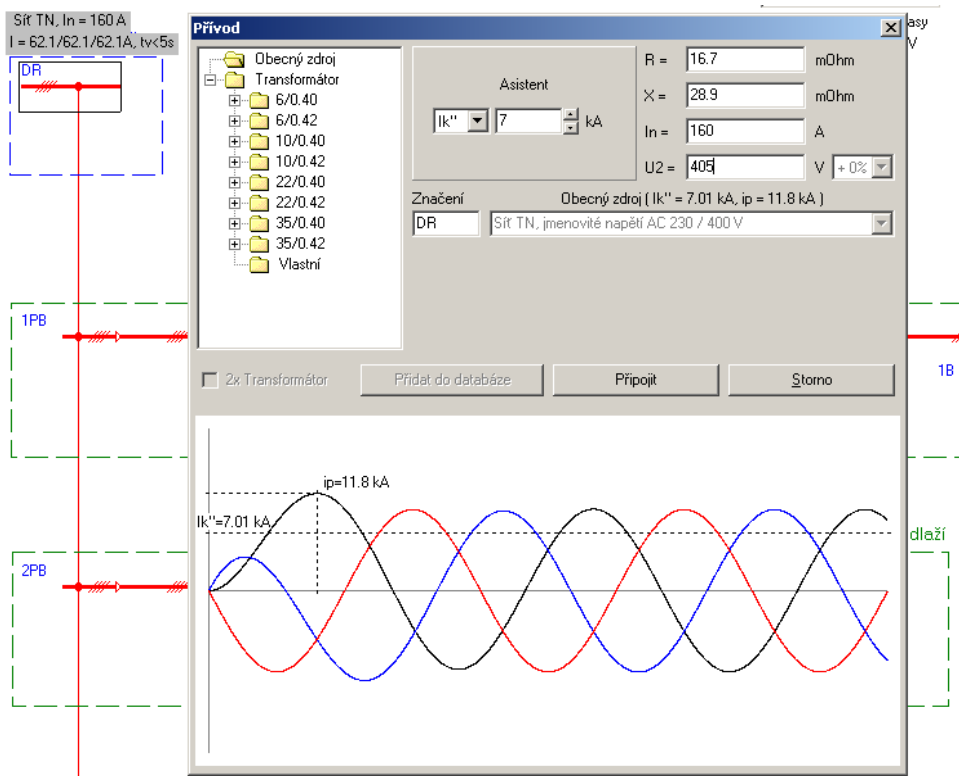 Síť TN, In = 160 A
I = 62.1/62.1/62.1A, tv<5s
asy
V
DR
Přívod
Obecný zdroj
Transformátor
6/0.40
6/0.42
10/0.40
10/0.42
22/0.40
22/0.42
35/0.40
35/0.42
Vlastní
Asistent
Ik'' 7 kA
R = 16.7 mOhm
X = 28.9 mOhm
In = 160 A
U2 = 405 V + 0%
Značení Obecný zdroj ( Ik'' = 7.01 kA, ip = 11.8 kA )
DR Síť TN, jmenovité napětí AC 230 / 400 V
1PB
1B
2x Transformátor Přidat do databáze Připojit Storno
ip=11.8 kA
Ik''=7.01 kA
dlaží
2PB